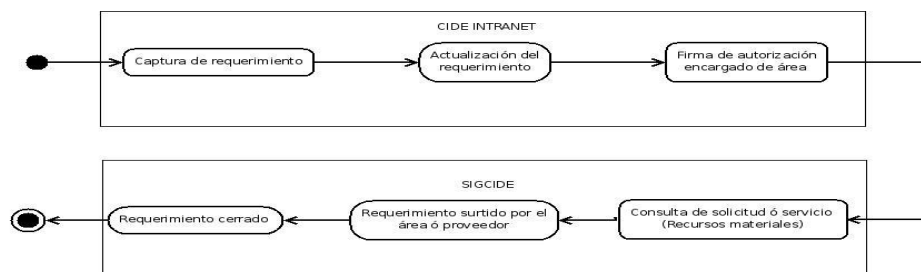 CIDE INTRANET
Captura de requerimiento
Actualización del
requerimiento
Firma de autorización
encargado de área
SIGCIDE
Requerimiento cerrado
Requerimiento surtido por el
área ó proveedor
Consulta de solicitud ó servicio
(Recursos materiales)